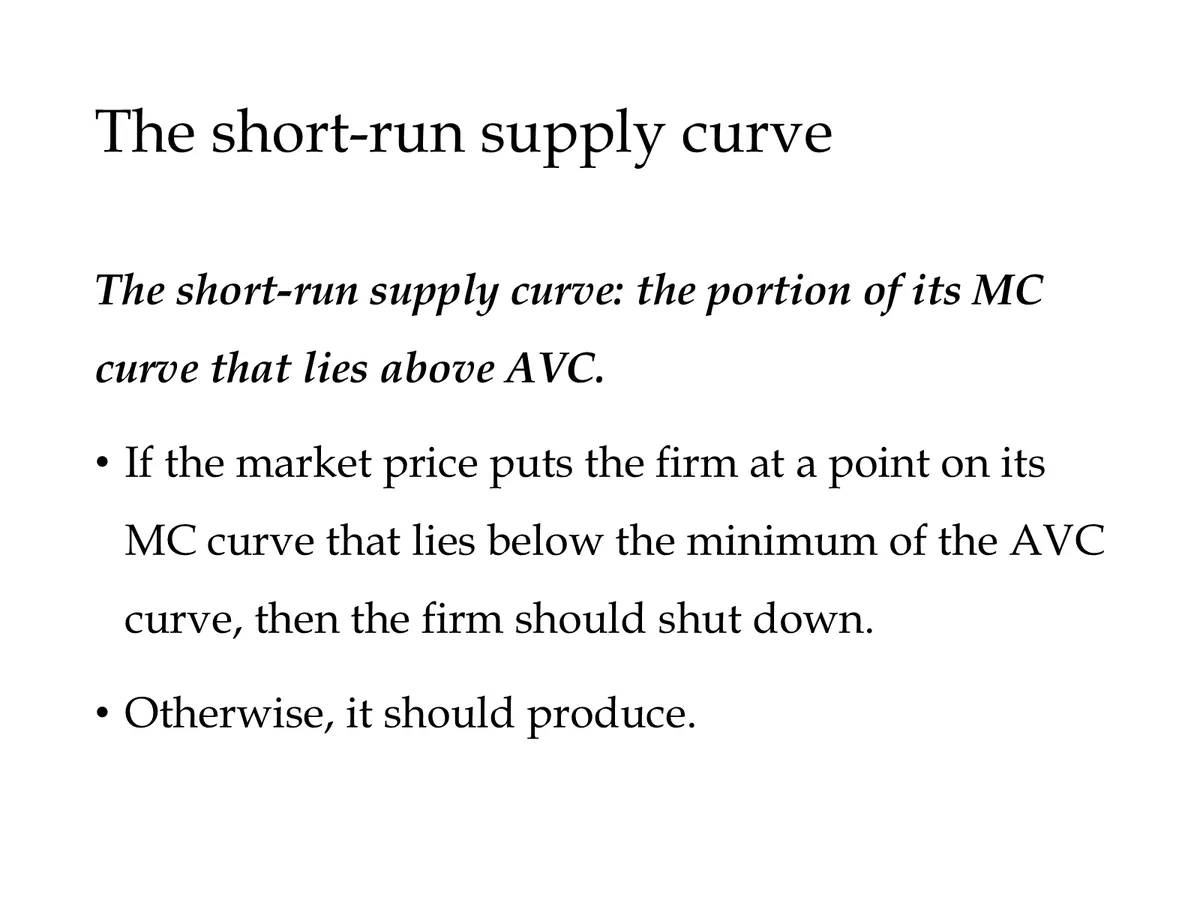 The short-run supply curve
The short-run supply curve: the portion of its MC
curve that lies above AVC.
• If the market price puts the firm at a point on its
MC curve that lies below the minimum of the AVC
curve, then the firm should shut down.
• Otherwise, it should produce.